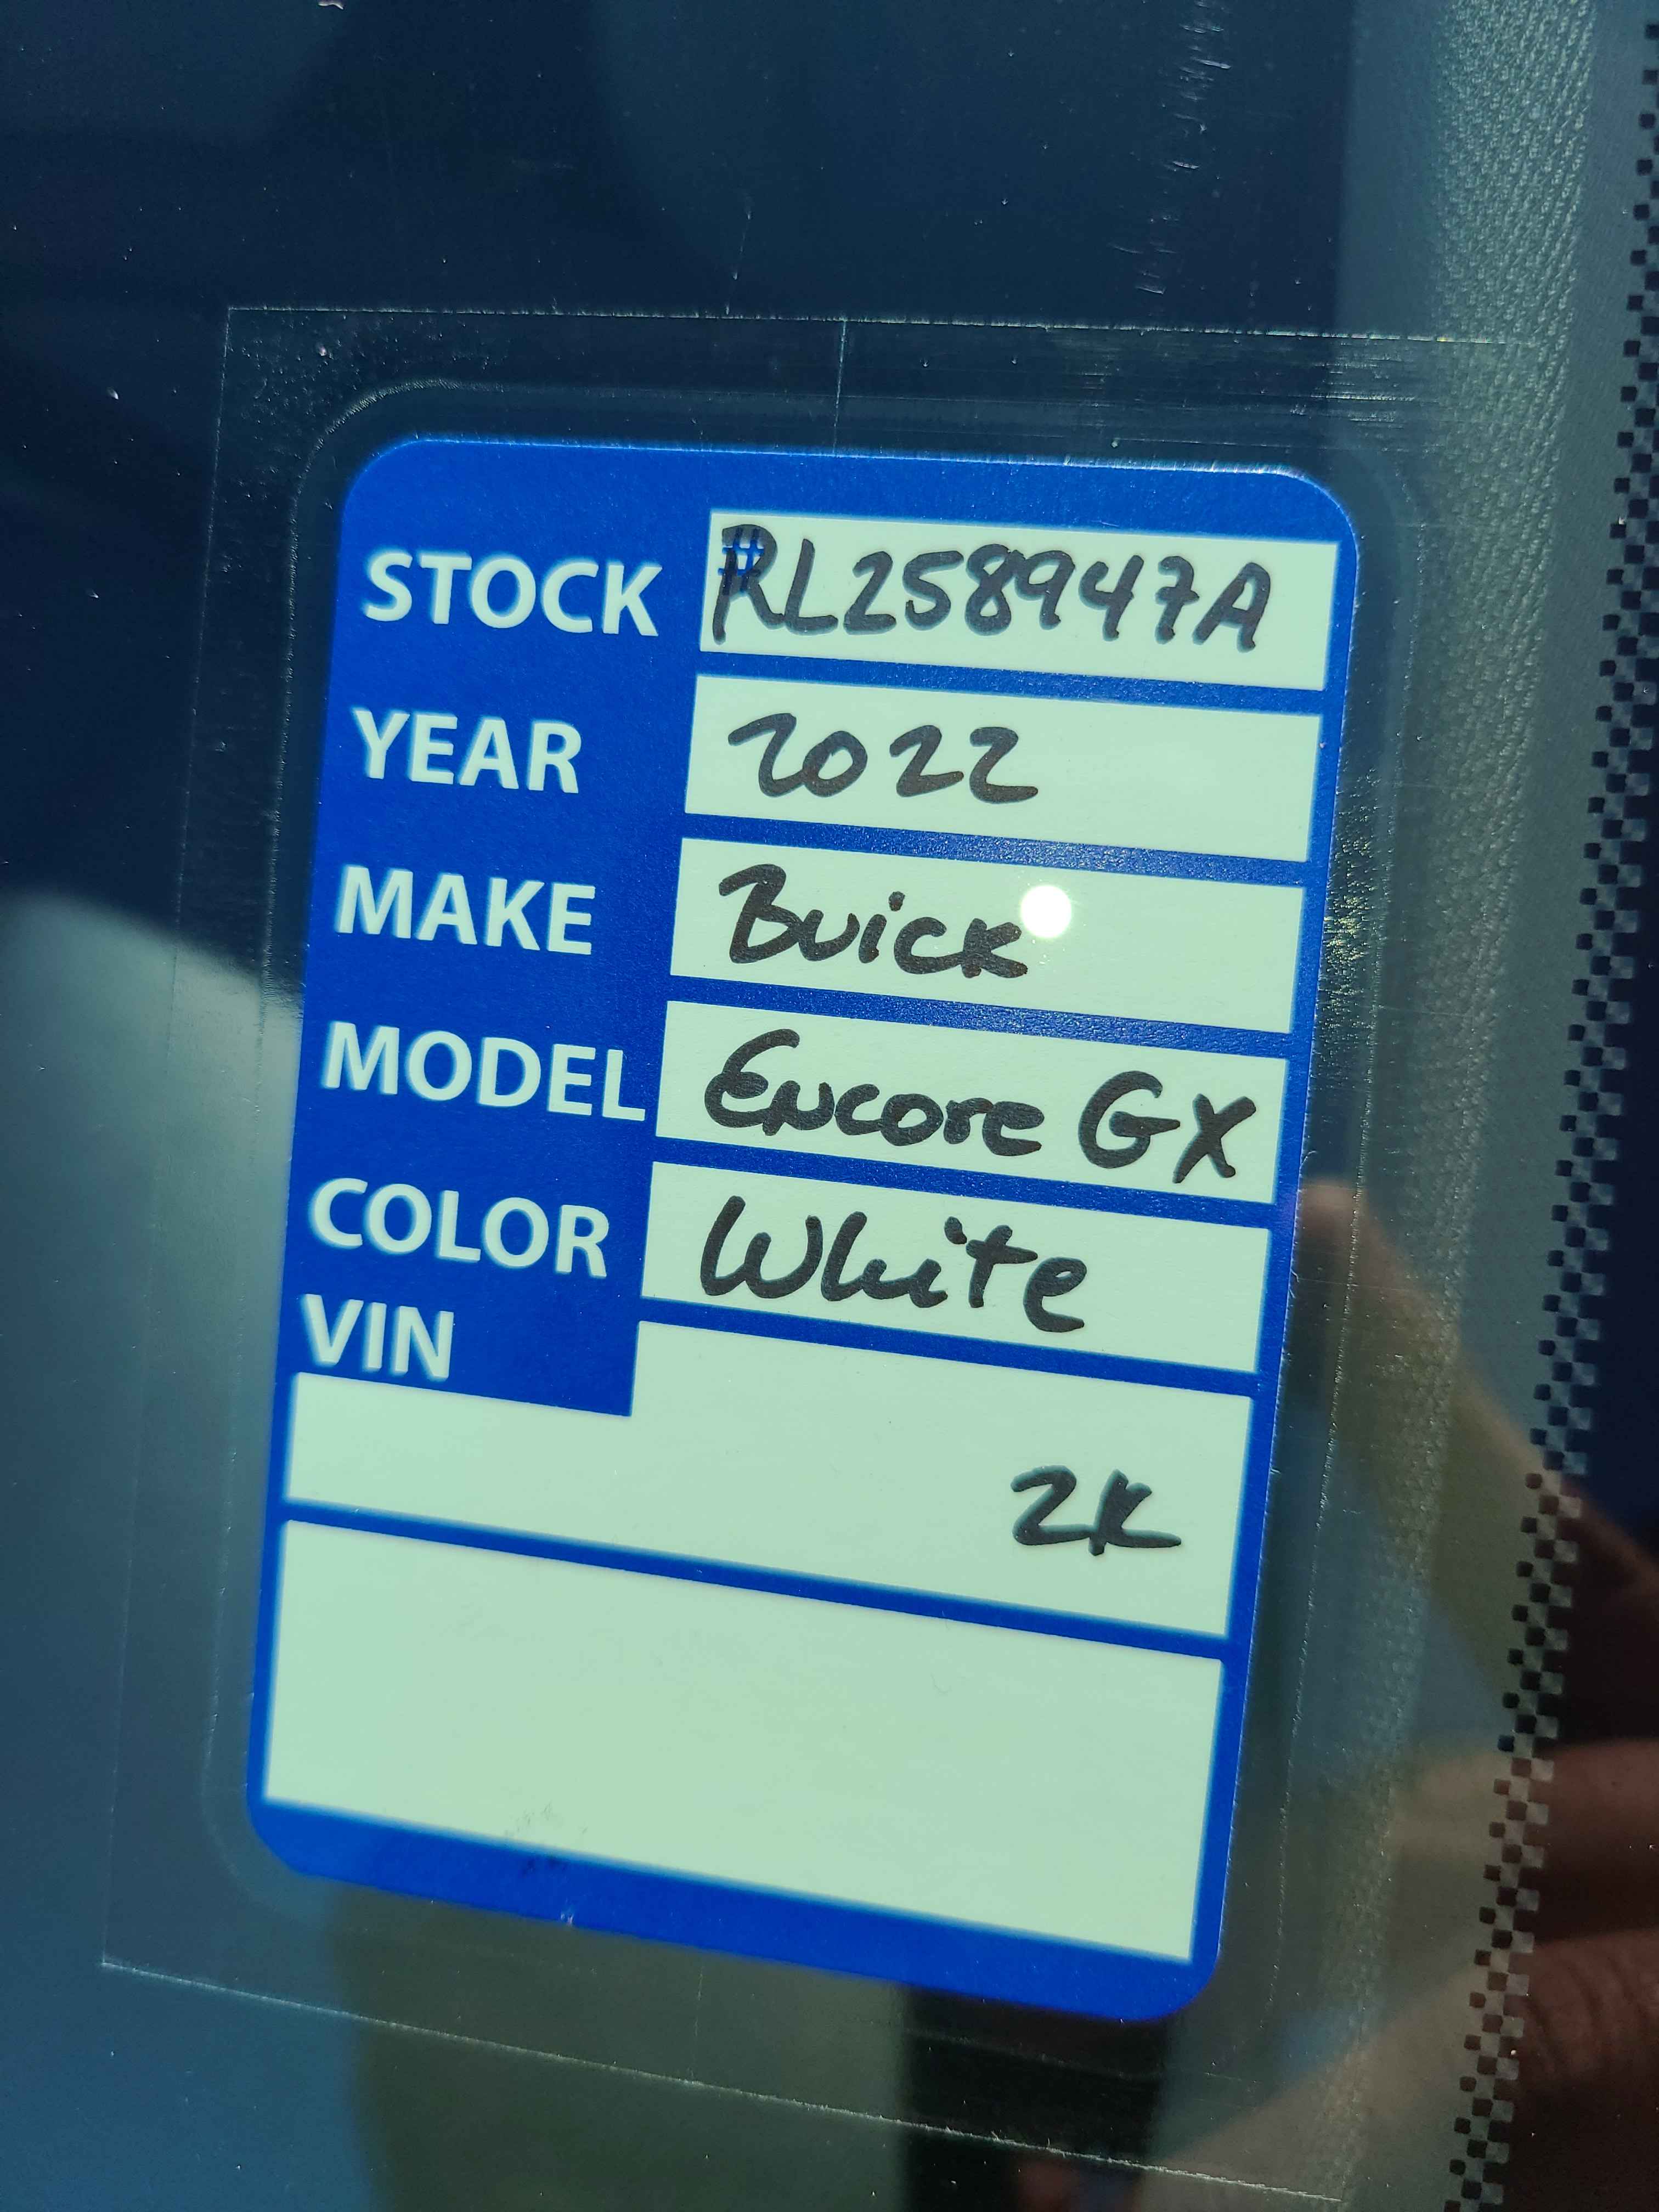 STOCK #RL258947A
YEAR 2022
MAKE Buick
MODEL Encore GX
COLOR White
VIN
2K